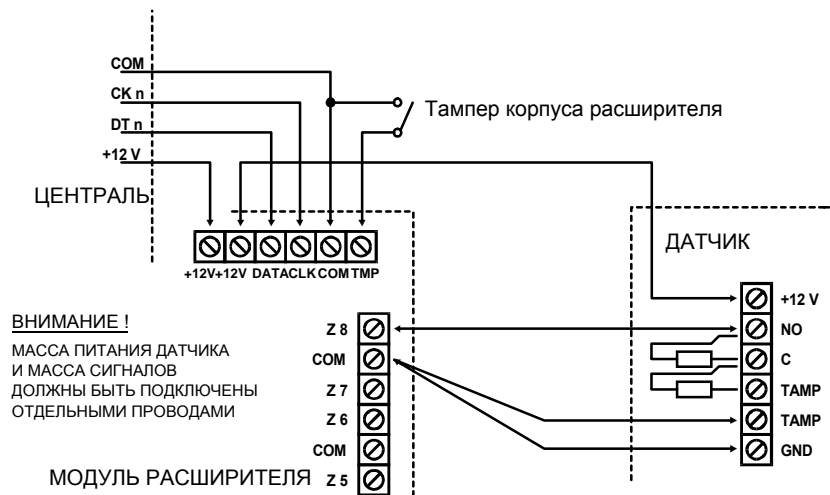 COM
CK n
DT n
+12 V
Тампер корпуса расширителя
ЦЕНТРАЛЬ
ДАТЧИК
+12V +12V DATA CLK COM TMP
ВНИМАНИЕ !
МАССА ПИТАНИЯ ДАТЧИКА
И МАССА СИГНАЛОВ
ДОЛЖНЫ БЫТЬ ПОДКЛЮЧЕНЫ
ОТДЕЛЬНЫМИ ПРОВОДАМИ
Z 8
COM
Z 7
Z 6
COM
Z 5
МОДУЛЬ РАСШИРИТЕЛЯ
+12 V
NO
C
TAMP
TAMP
GND